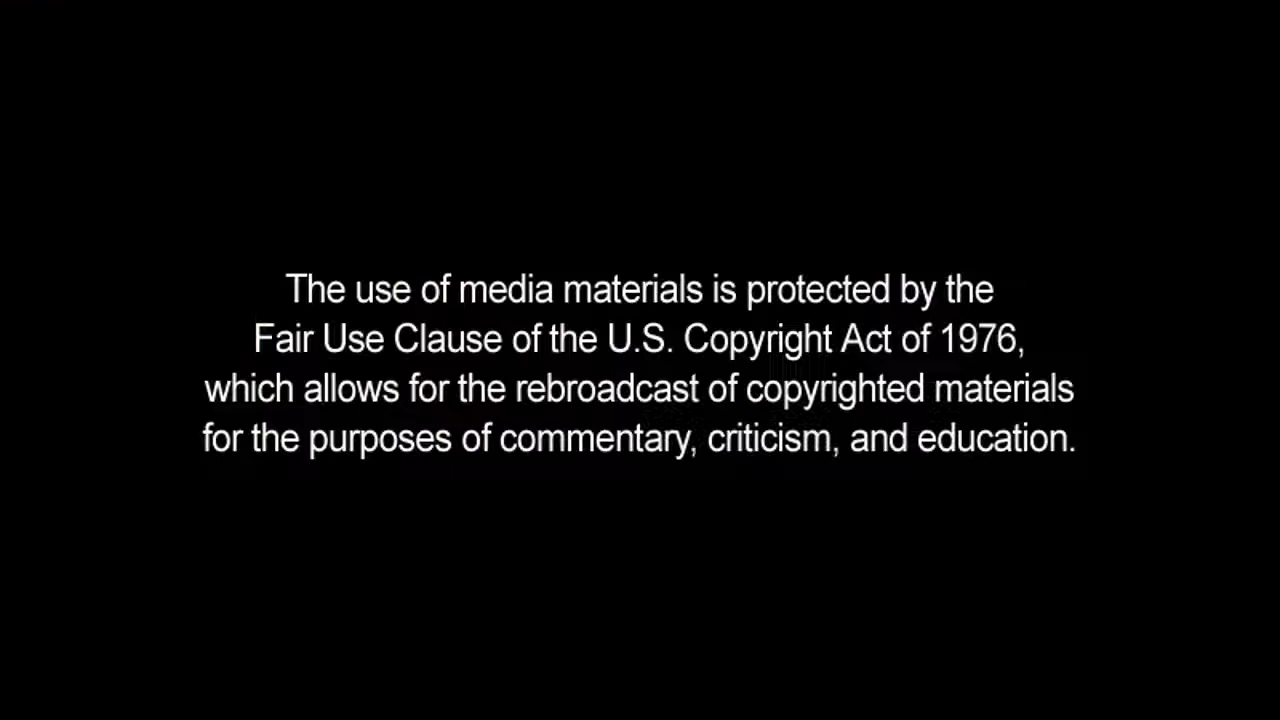 The use of media materials is protected by the
Fair Use Clause of the U.S. Copyright Act of 1976,
which allows for the rebroadcast of copyrighted materials
for the purposes of commentary, criticism, and education.